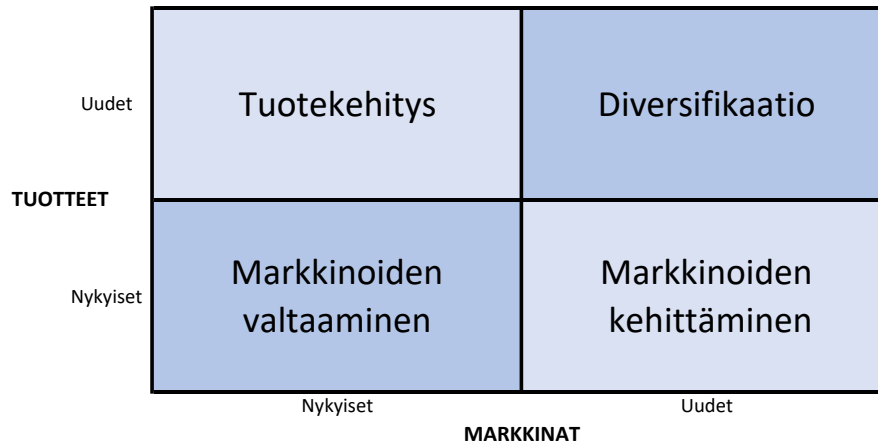 Uudet
Tuotekehitys
Diversifikaatio
TUOTTEET
Nykyiset
Markkinoiden
valtaaminen
Markkinoiden
kehittäminen
Nykyiset
Uudet
MARKKINAT